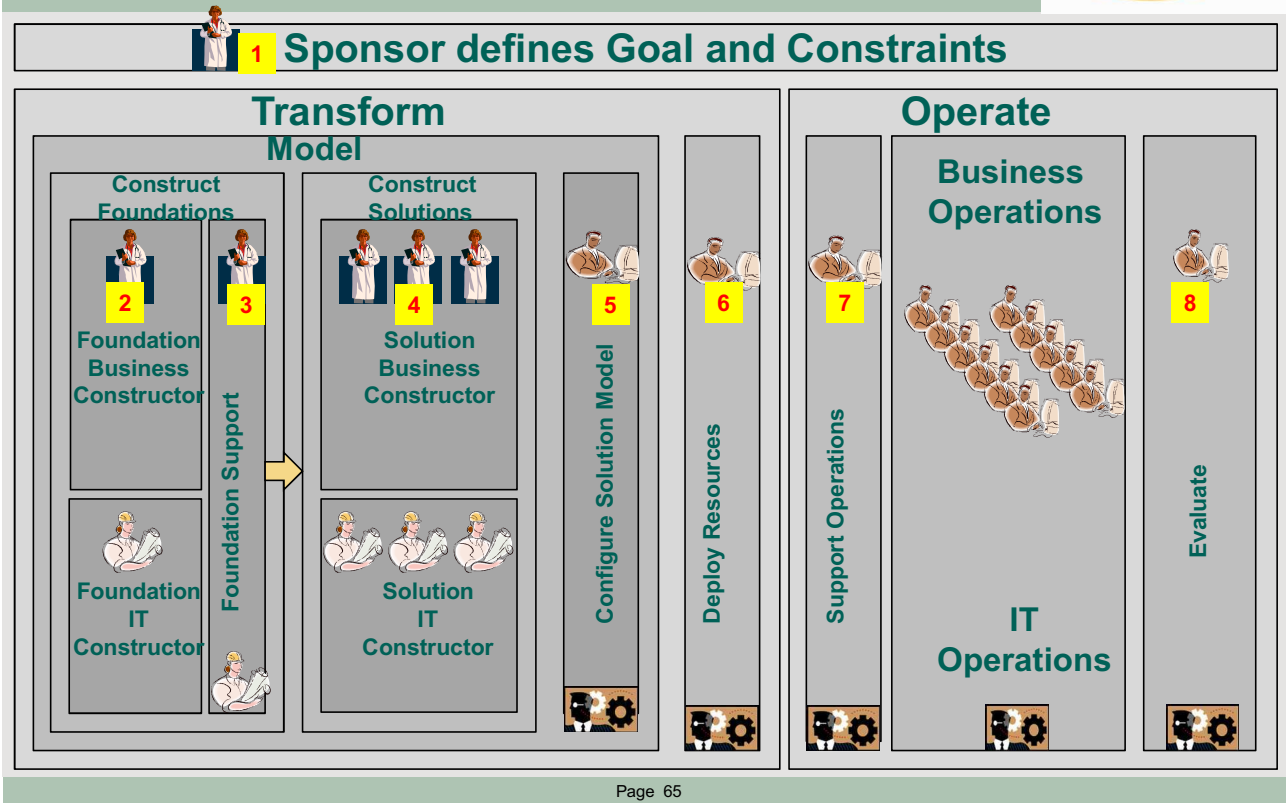 1 Sponsor defines Goal and Constraints
Transform
Model
Construct
Foundations
2
Foundation
Business
Constructor
Foundation
IT
Constructor
3
Foundation Support
Construct
Solutions
4
Solution
Business
Constructor
Solution
IT
Constructor
5
Configure Solution Model
6
Deploy Resources
Operate
7
Support Operations
Business
Operations
IT
Operations
8
Evaluate
Page 65